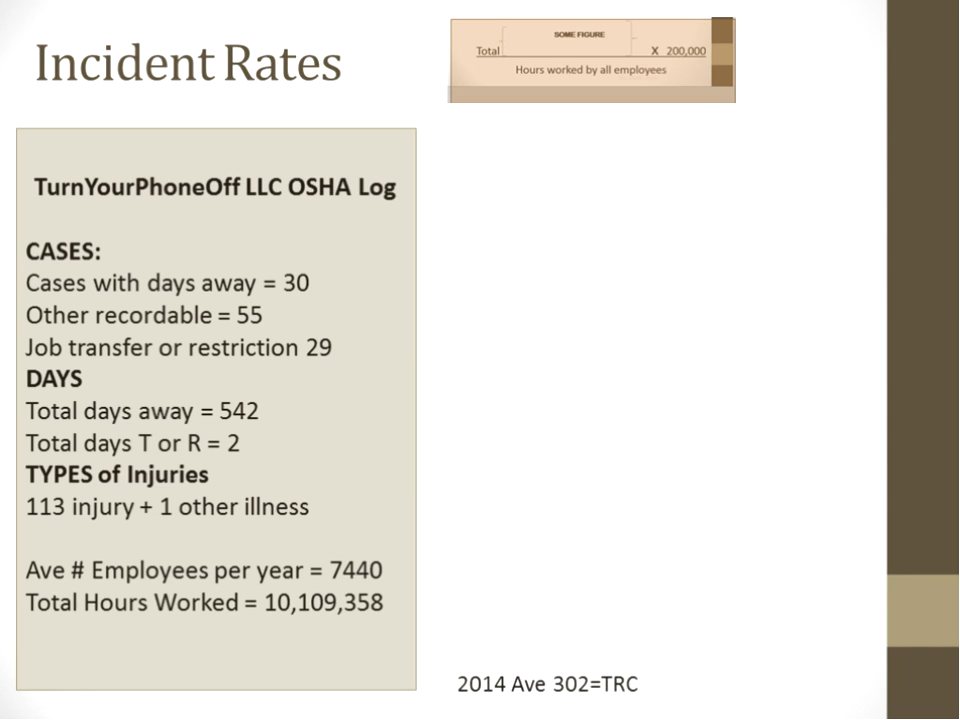 Incident Rates
SOME FIGURE
Total X 200,000
Hours worked by all employees
TurnYourPhoneOff LLC OSHA Log
CASES:
Cases with days away = 30
Other recordable = 55
Job transfer or restriction 29
DAYS
Total days away = 542
Total days T or R = 2
TYPES of Injuries
113 injury + 1 other illness
Ave # Employees per year = 7440
Total Hours Worked = 10,109,358
2014 Ave 302=TRC